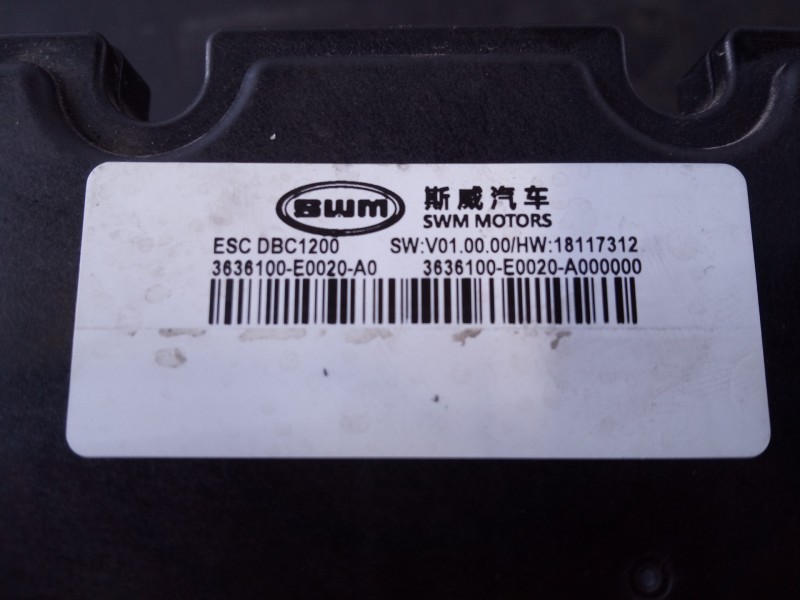 SWM 斯威汽车
SWM MOTORS
ESC DBC1200 SW:V01.00.00/HW:18117312
3636100-E0020-A0 3636100-E0020-A000000